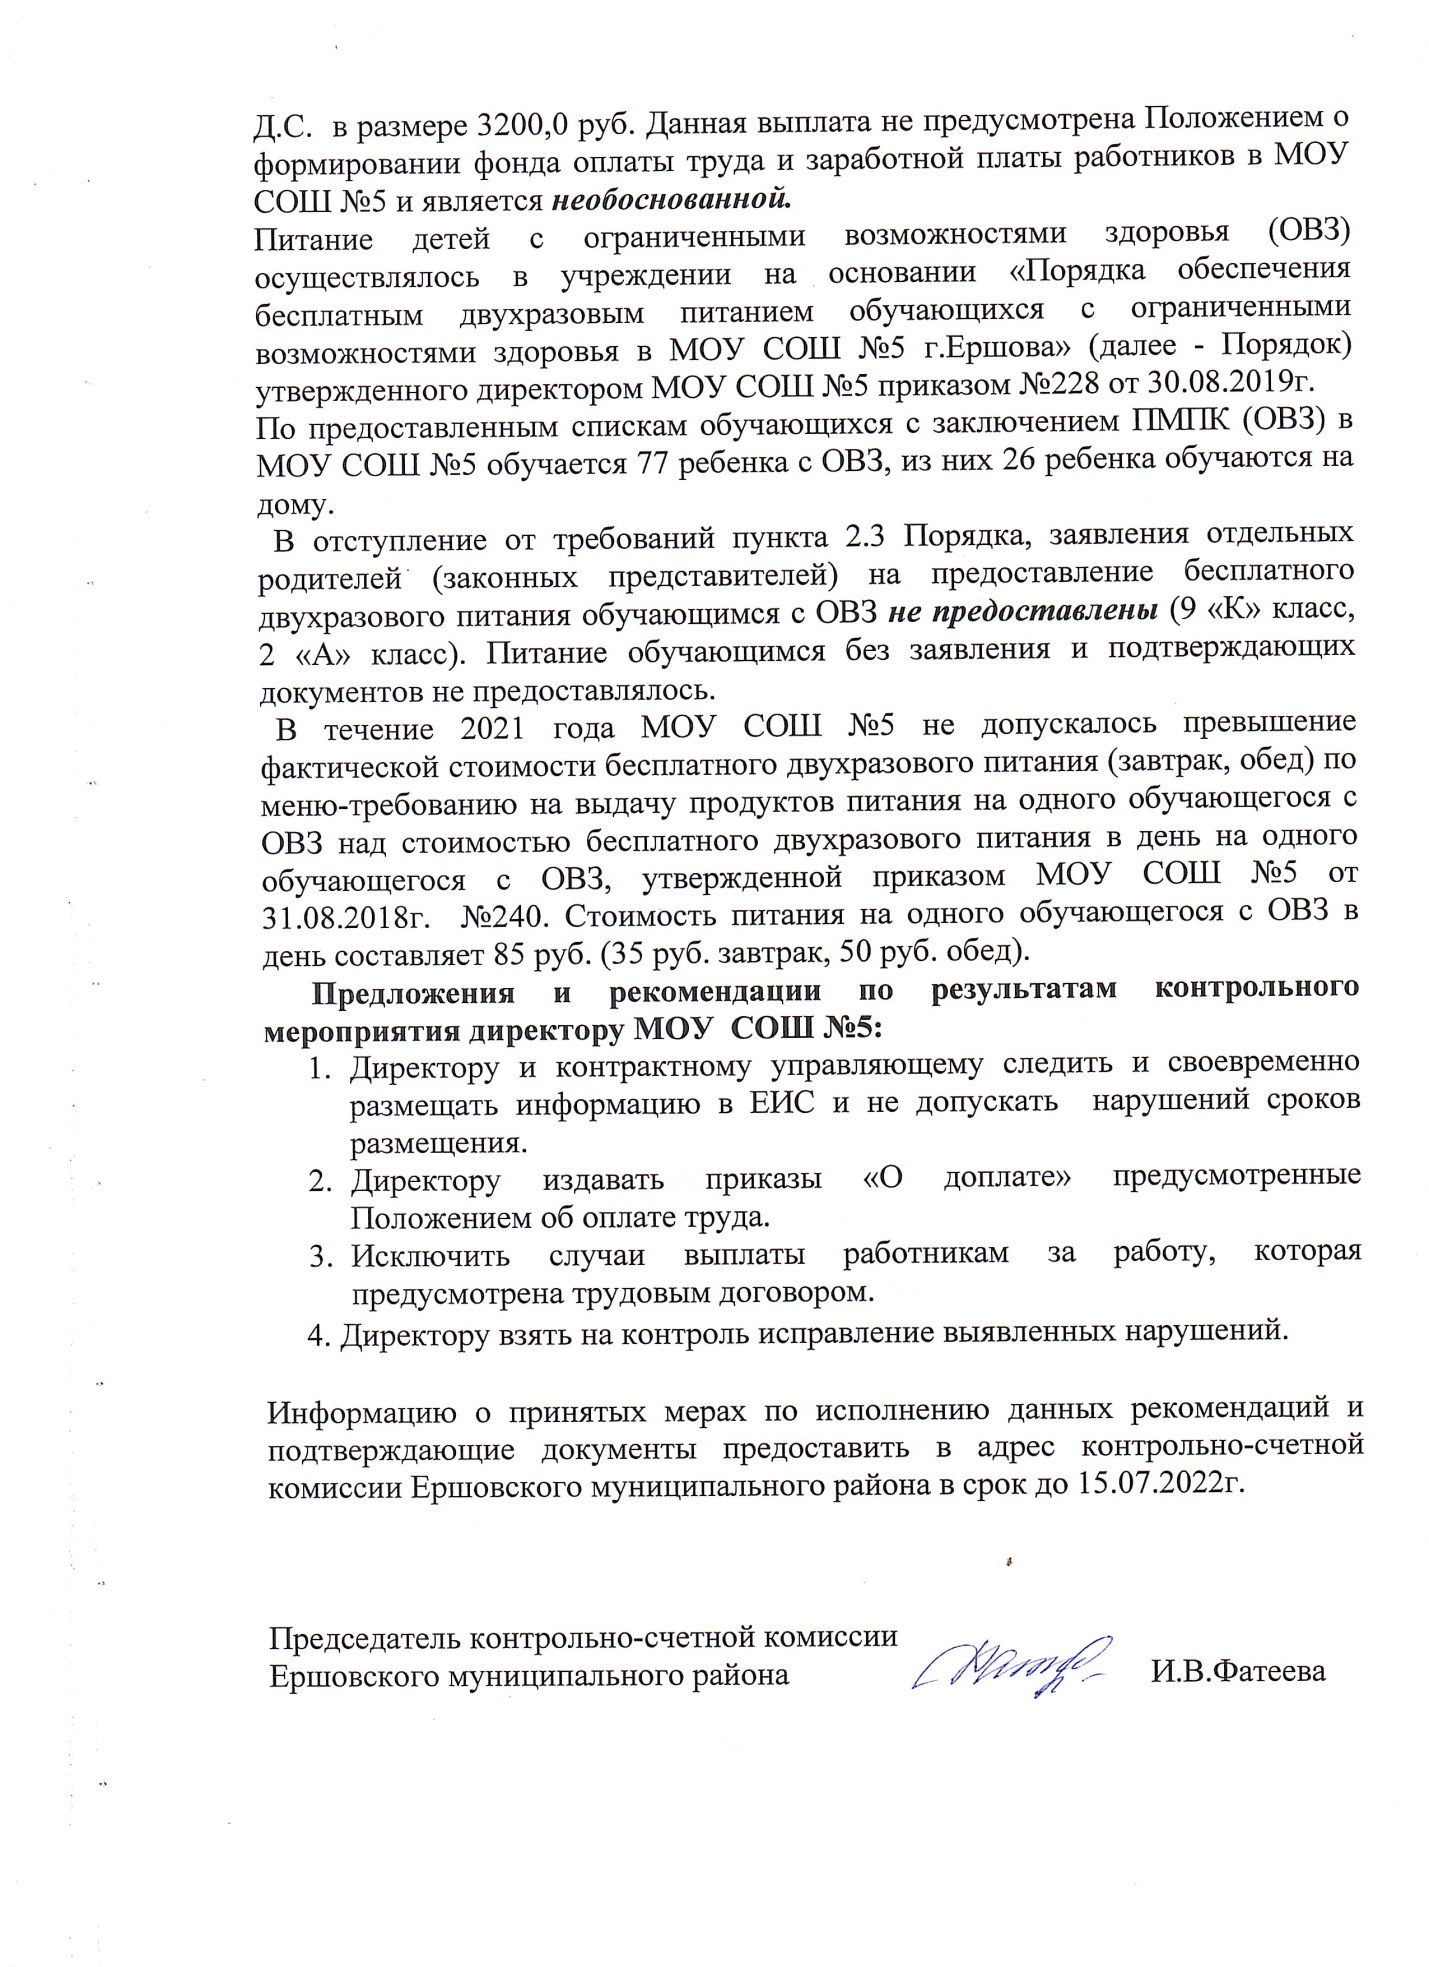 Д.С. в размере 3200,0 руб. Данная выплата не предусмотрена Положением о
формировании фонда оплаты труда и заработной платы работников в МОУ
СОШ №5 и является необоснованной.
Питание детей с ограниченными возможностями здоровья (ОВЗ)
осуществлялось в учреждении на основании «Порядка обеспечения
бесплатным двухразовым питанием обучающихся с ограниченными
возможностями здоровья в МОУ СОШ №5 г.Ершова» (далее - Порядок)
утвержденного директором МОУ СОШ №5 приказом №228 от 30.08.2019г.
По предоставленным спискам обучающихся с заключением ПМПК (ОВЗ) в
МОУ СОШ №5 обучается 77 ребенка с ОВЗ, из них 26 ребенка обучаются на
дому.
В отступление от требований пункта 2.3 Порядка, заявления отдельных
родителей (законных представителей) на предоставление бесплатного
двухразового питания обучающимся с ОВЗ не предоставлены (9 «К» класс,
2 «А» класс). Питание обучающимся без заявления и подтверждающих
документов не предоставлялось.
В течение 2021 года МОУ СОШ №5 не допускалось превышение
фактической стоимости бесплатного двухразового питания (завтрак, обед) по
меню-требованию на выдачу продуктов питания на одного обучающегося с
ОВЗ над стоимостью бесплатного двухразового питания в день на одного
обучающегося с ОВЗ, утвержденной приказом МОУ СОШ №5 от
31.08.2018г. №240. Стоимость питания на одного обучающегося с ОВЗ в
день составляет 85 руб. (35 руб. завтрак, 50 руб. обед).
Предложения и рекомендации по результатам контрольного
мероприятия директору МОУ СОШ №5:
1. Директору и контрактному управляющему следить и своевременно
размещать информацию в ЕИС и не допускать нарушений сроков
размещения.
2. Директору издавать приказы «О доплате» предусмотренные
Положением об оплате труда.
3. Исключить случаи выплаты работникам за работу, которая
предусмотрена трудовым договором.
4. Директору взять на контроль исправление выявленных нарушений.
Информацию о принятых мерах по исполнению данных рекомендаций и
подтверждающие документы предоставить в адрес контрольно-счетной
комиссии Ершовского муниципального района в срок до 15.07.2022г.
Председатель контрольно-счетной комиссии
Ершовского муниципального района И.В.Фатеева